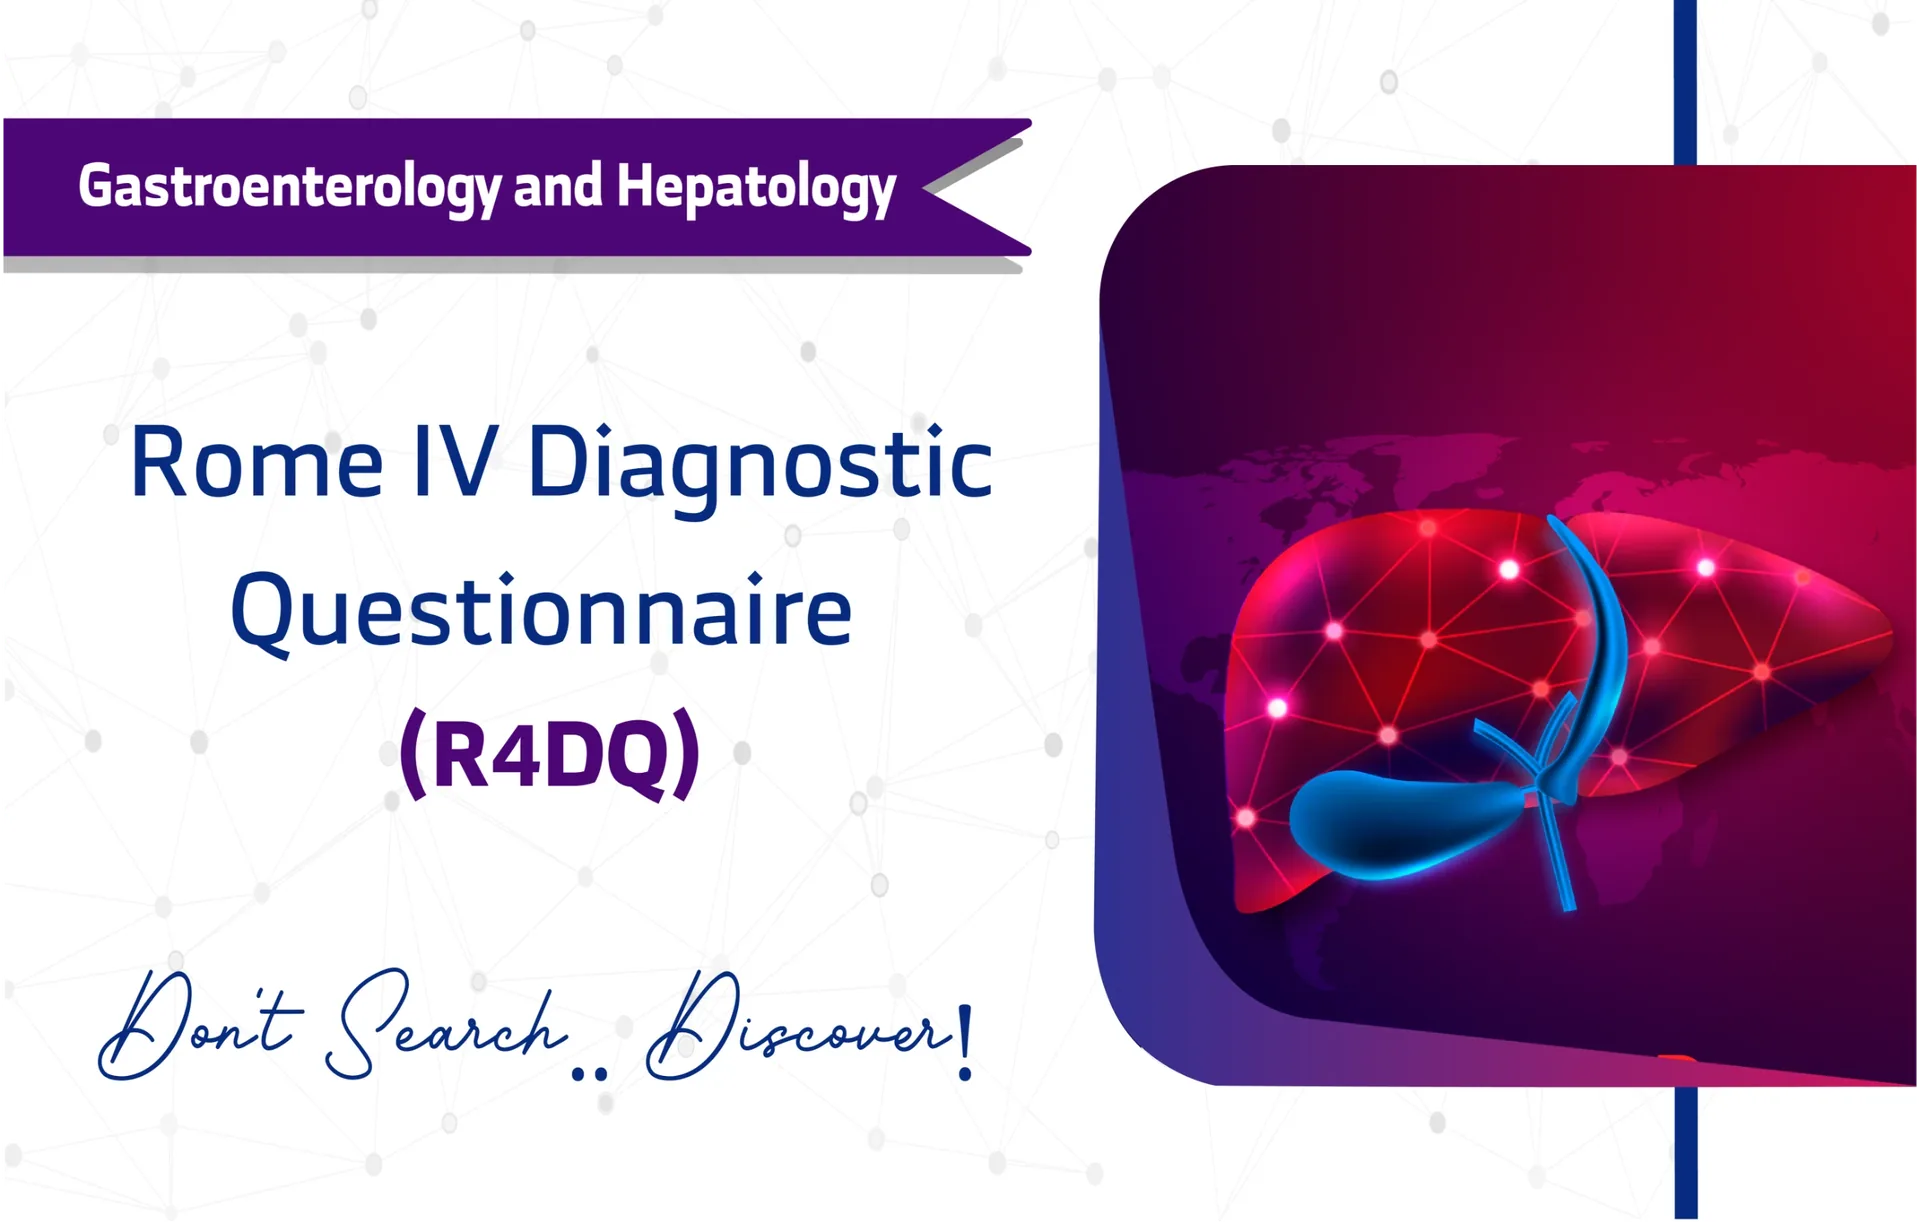 Gastroenterology and Hepatology
Rome IV Diagnostic
Questionnaire
(R4DQ)
Don't Search.. Discover!